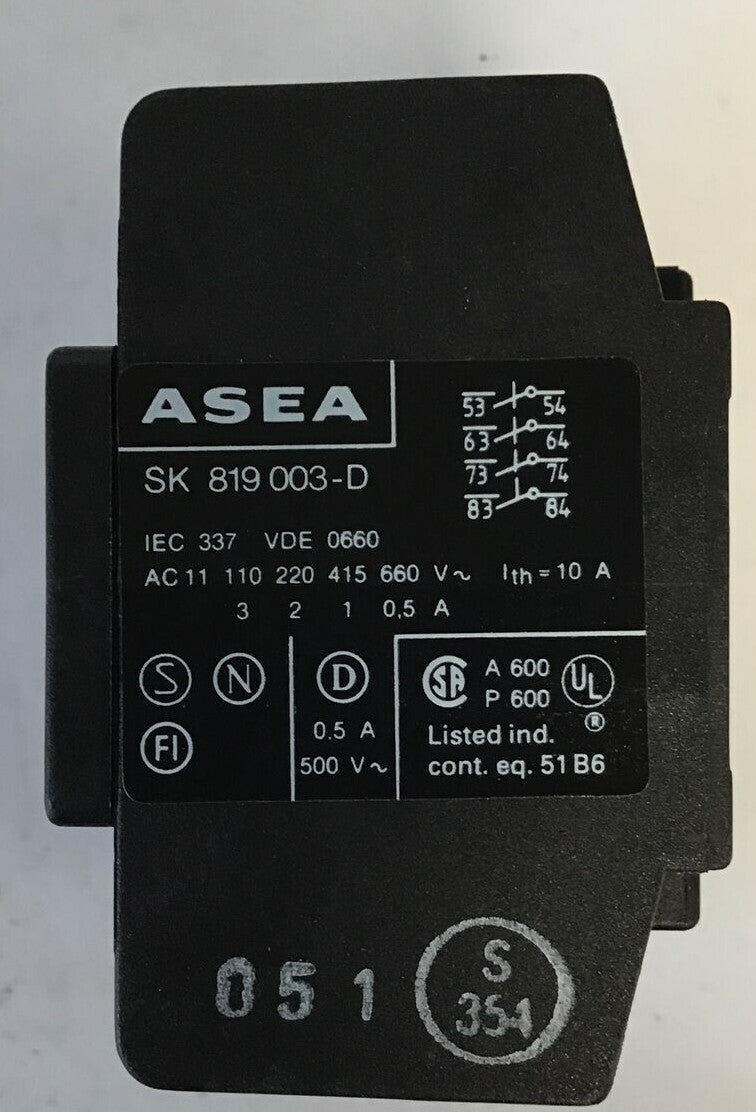 ASEA
53 54
63 64
73 74
83 84
SK 819 003-D
IEC 337 VDE 0660
AC 11 110 220 415 660 V~ Ith = 10 A
3 2 1 0,5 A
S N
FI
D
0.5 A
500 V~
SA A 600 UL
P 600 ®
Listed ind.
cont. eq. 51 B6
051
S
354